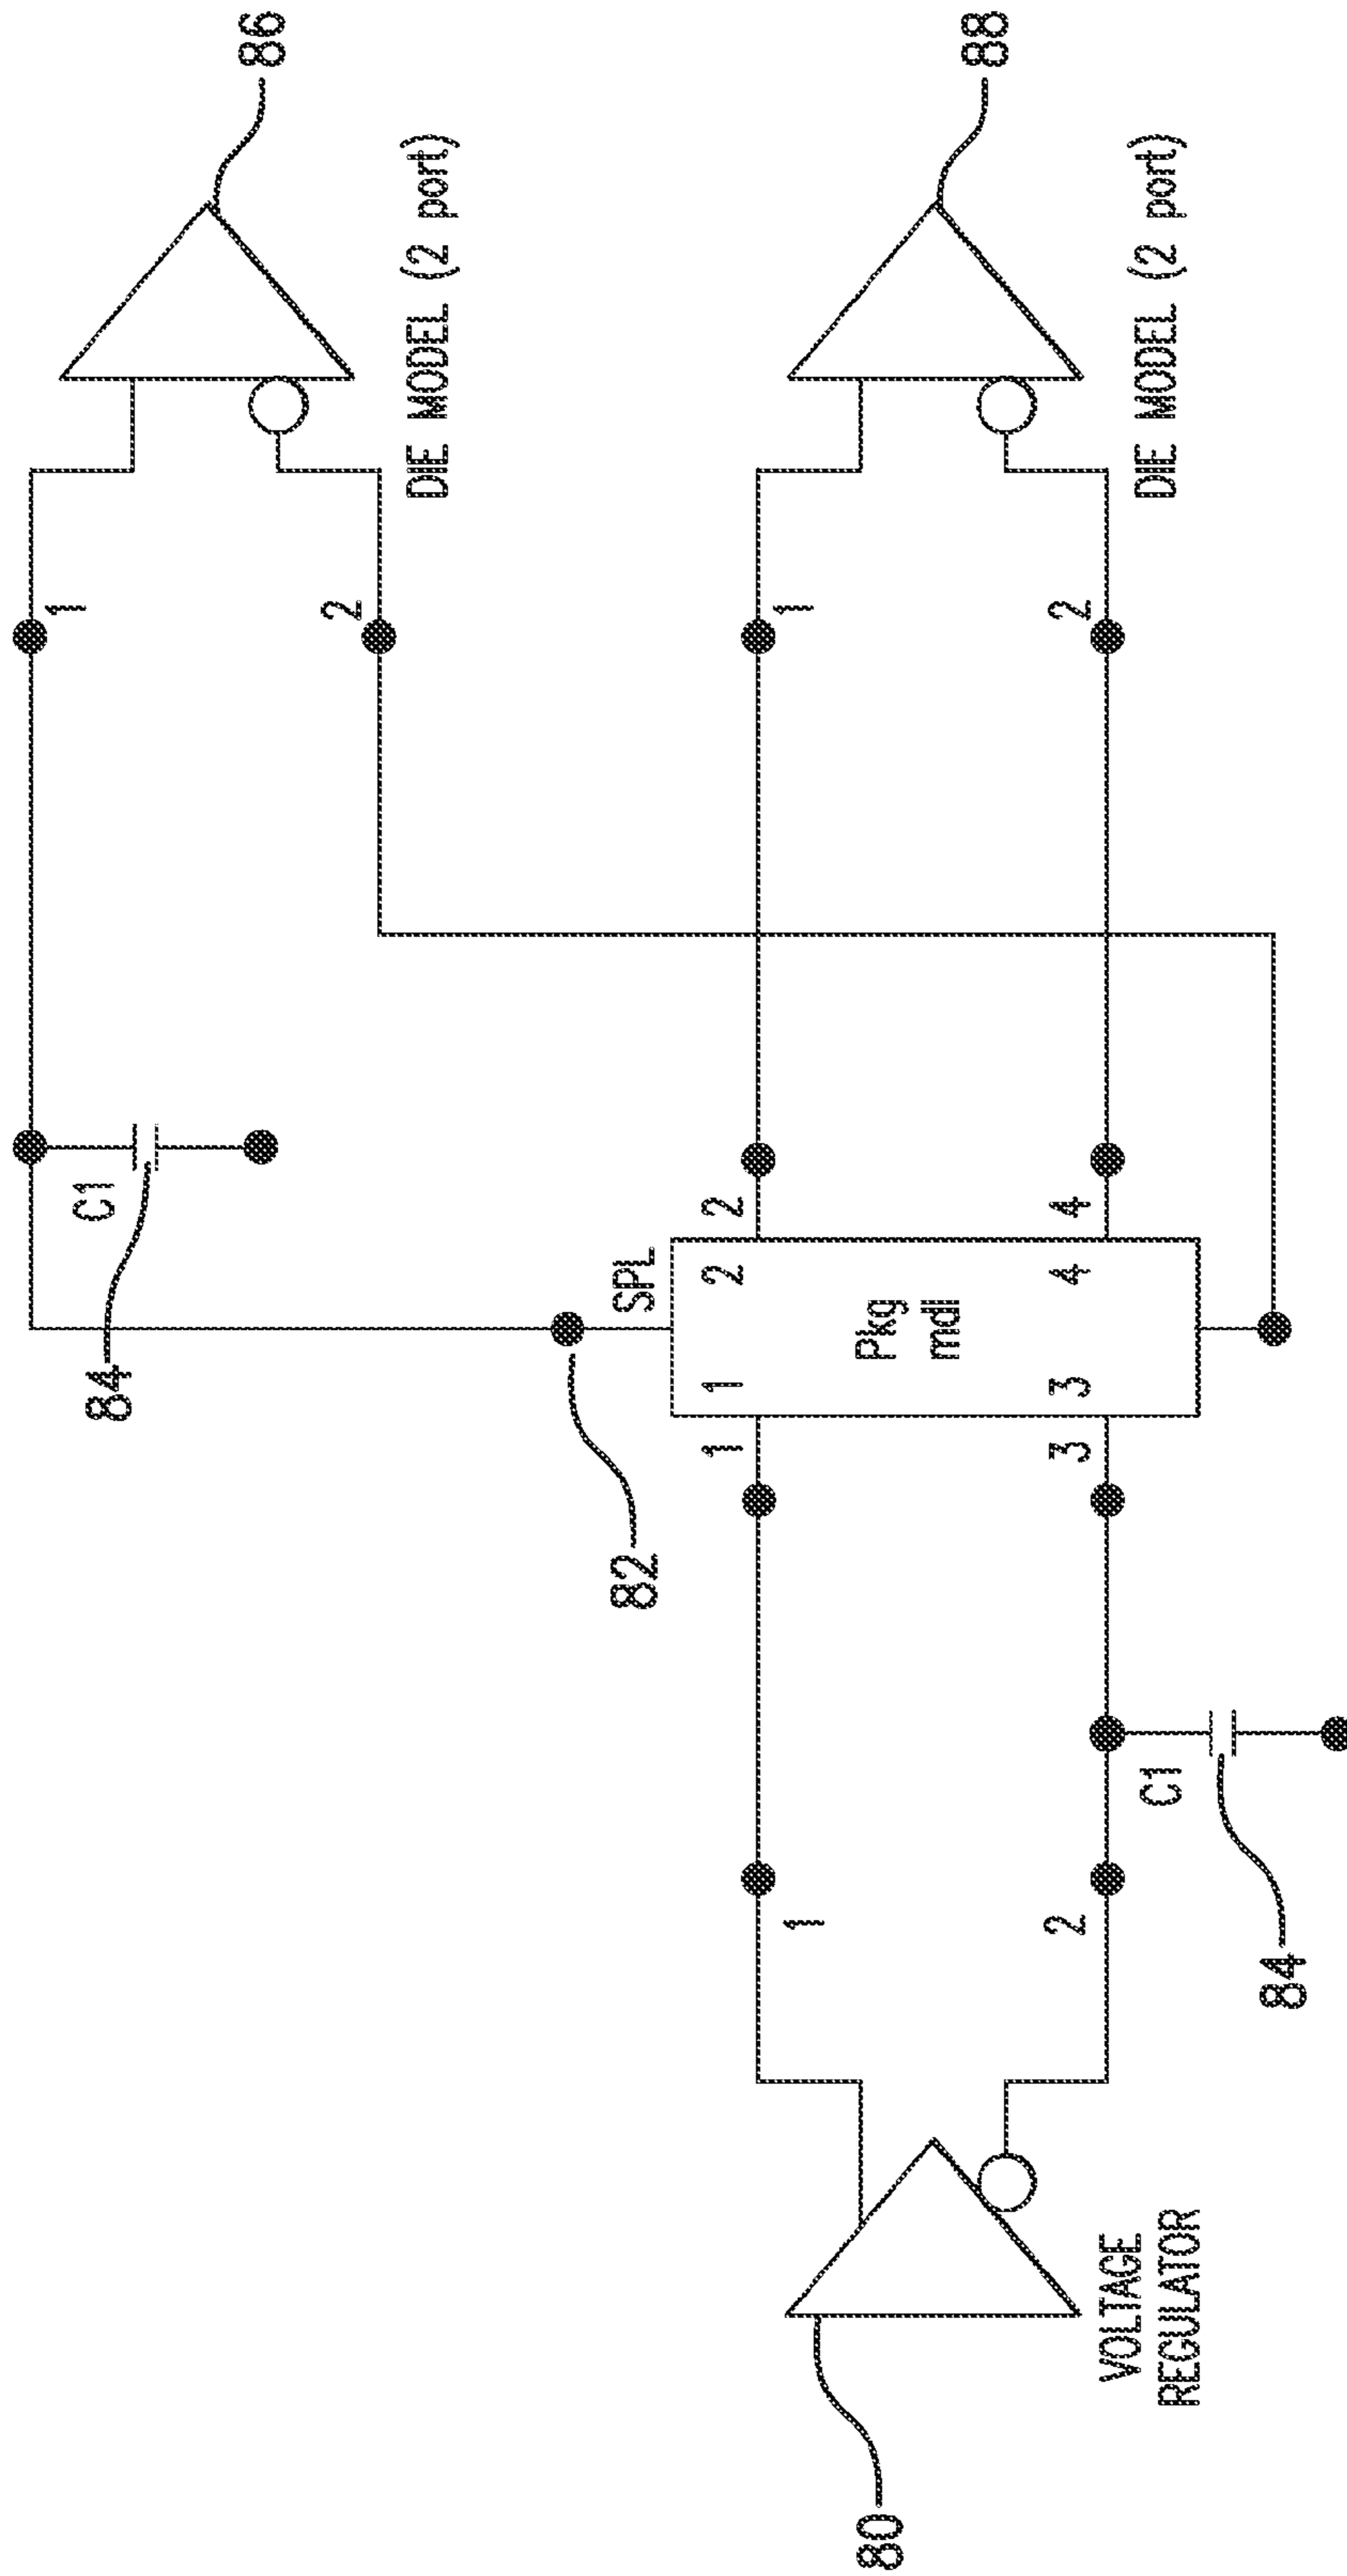 86
1
C1
2
84
DIE MODEL (2 port)
82
SPL
1
1
2
2
1
1
88
Pkg
mdl
80
2
3
3
4
4
2
DIE MODEL (2 port)
VOLTAGE
REGULATOR
C1
84